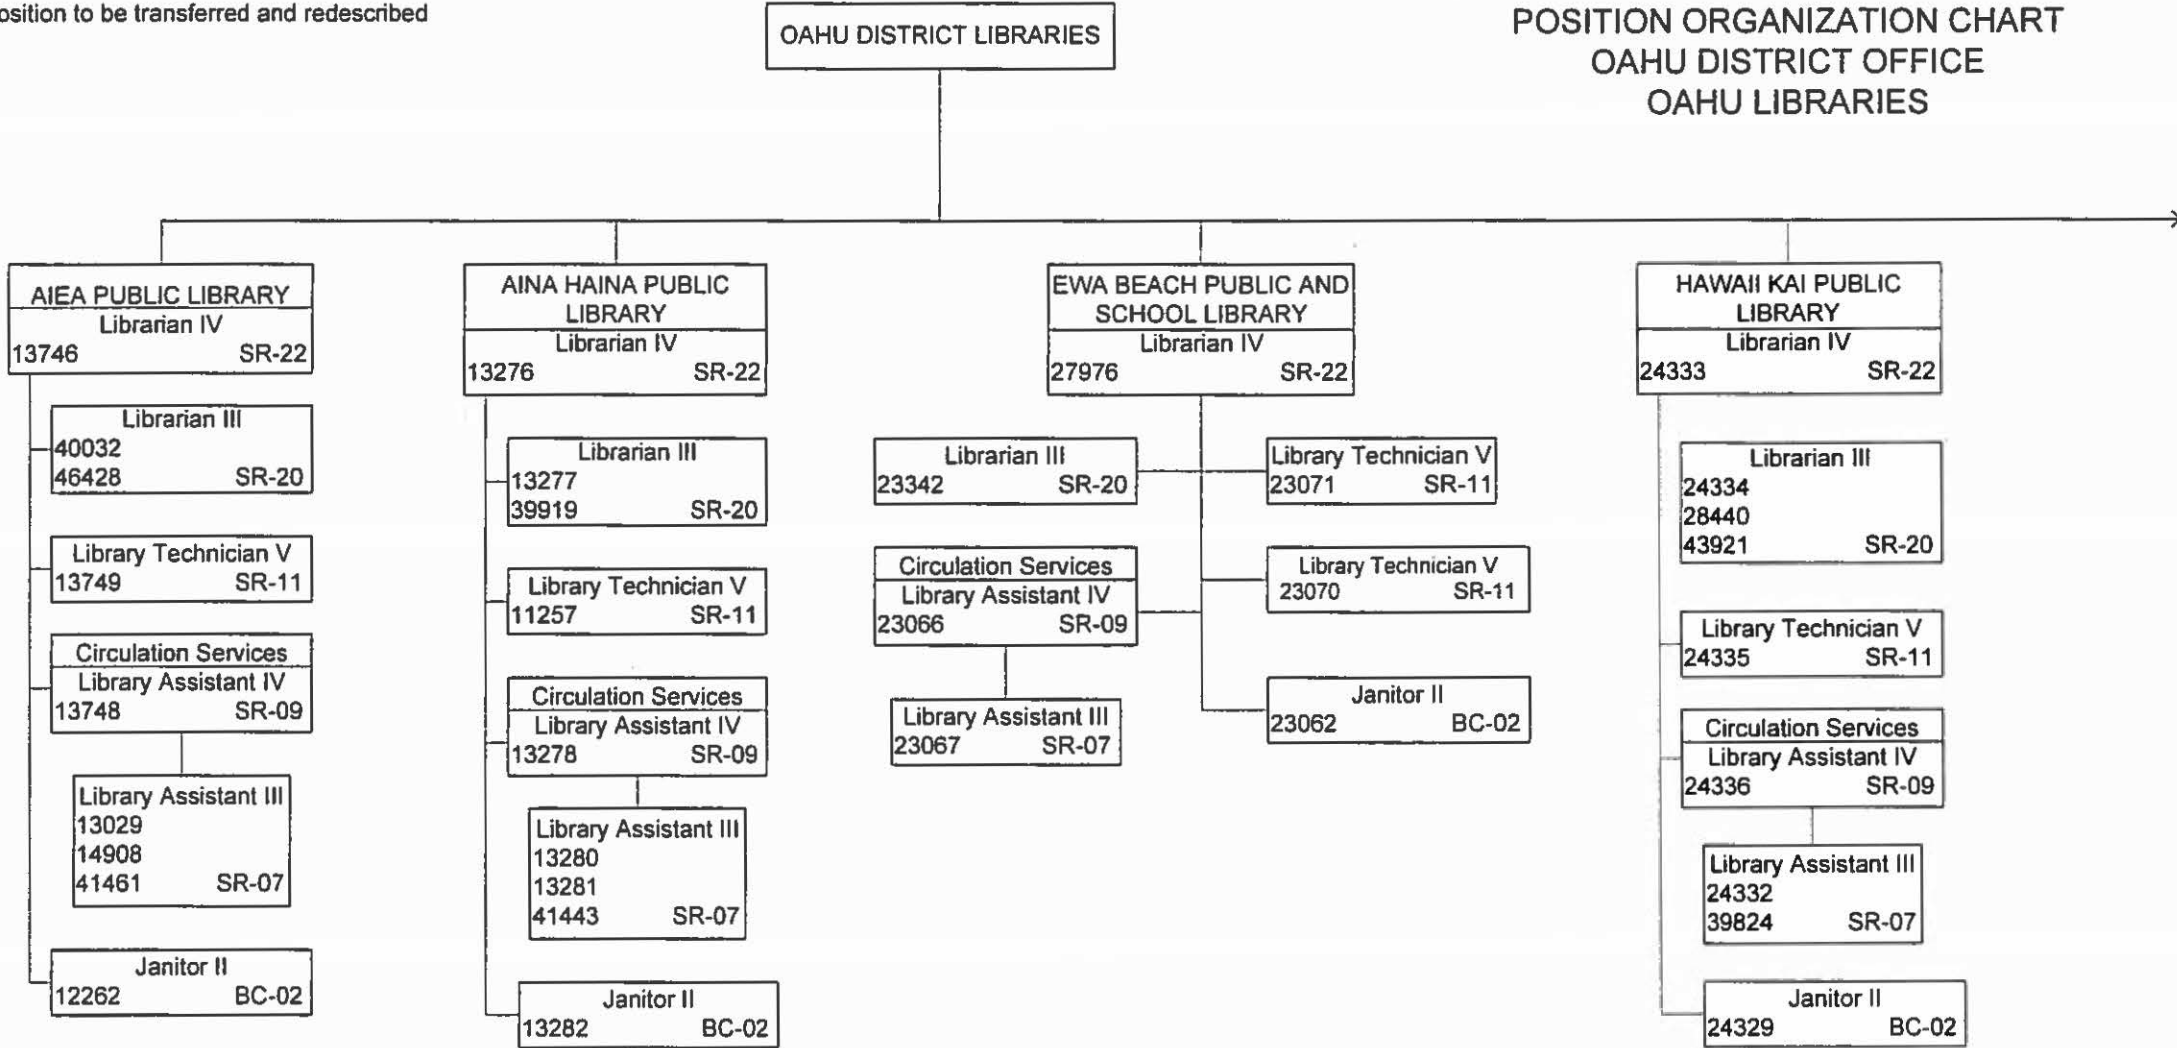 osition to be transferred and redescribed
OAHU DISTRICT LIBRARIES
POSITION ORGANIZATION CHART
OAHU DISTRICT OFFICE
OAHU LIBRARIES
AIEA PUBLIC LIBRARY
Librarian IV
13746 SR-22
Librarian III
40032
46428 SR-20
Library Technician V
13749 SR-11
Circulation Services
Library Assistant IV
13748 SR-09
Library Assistant III
13029
14908
41461 SR-07
Janitor II
12262 BC-02
AINA HAINA PUBLIC
LIBRARY
Librarian IV
13276 SR-22
Librarian III
13277
39919 SR-20
Library Technician V
11257 SR-11
Circulation Services
Library Assistant IV
13278 SR-09
Library Assistant III
13280
13281
41443 SR-07
Janitor II
13282 BC-02
EWA BEACH PUBLIC AND
SCHOOL LIBRARY
Librarian IV
27976 SR-22
Librarian III
23342 SR-20
Library Technician V
23071 SR-11
Circulation Services
Library Assistant IV
23066 SR-09
Library Technician V
23070 SR-11
Library Assistant III
23067 SR-07
Janitor II
23062 BC-02
HAWAII KAI PUBLIC
LIBRARY
Librarian IV
24333 SR-22
Librarian III
24334
28440
43921 SR-20
Library Technician V
24335 SR-11
Circulation Services
Library Assistant IV
24336 SR-09
Library Assistant III
24332
39824 SR-07
Janitor II
24329 BC-02